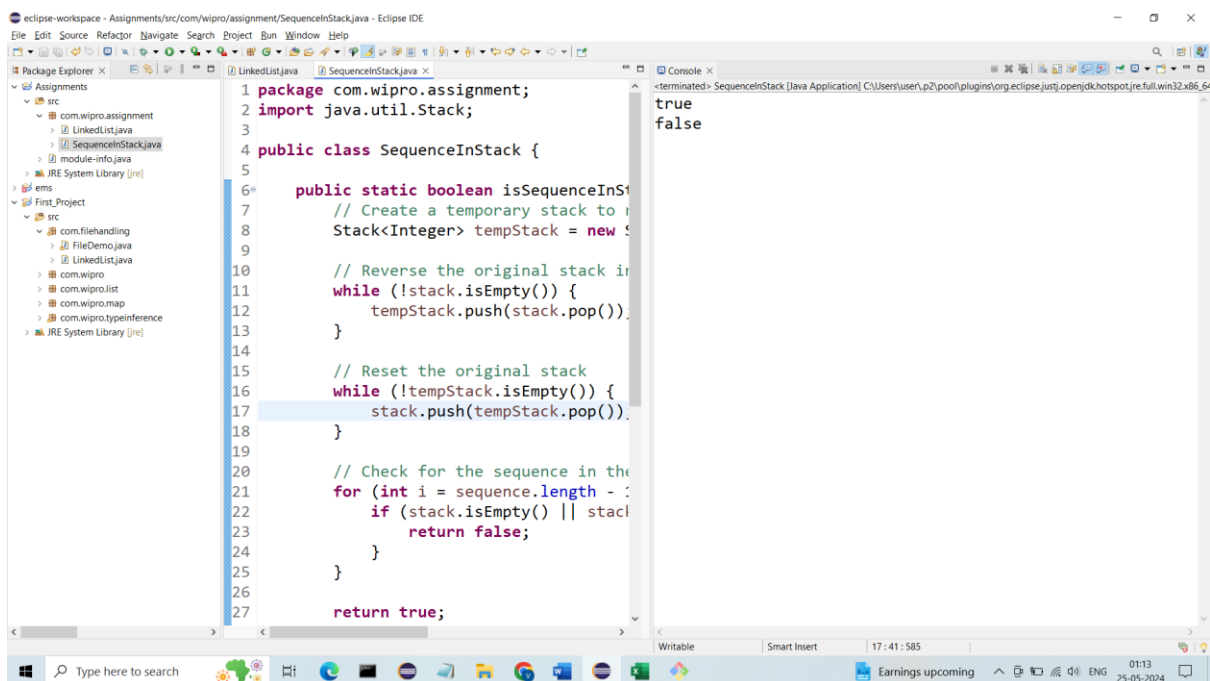 eclipse-workspace - Assignments/src/com/wipro/assignment/SequenceInStack.java - Eclipse IDE
File Edit Source Refactor Navigate Search Project Run Window Help
Package Explorer
Assignments
src
com.wipro.assignment
LinkedList.java
SequenceInStack.java
module-info.java
JRE System Library [jre]
ems
First_Project
src
com.filehandling
FileDemo.java
LinkedList.java
com.wipro
com.wipro.list
com.wipro.map
com.wipro.typeinference
JRE System Library [jre]
LinkedList.java SequenceInStack.java
1 package com.wipro.assignment;
2 import java.util.Stack;
3
4 public class SequenceInStack {
5
6 public static boolean isSequenceInSt
7 // Create a temporary stack to
8 Stack<Integer> tempStack = new
9
10 // Reverse the original stack in
11 while (!stack.isEmpty()) {
12 tempStack.push(stack.pop())
13 }
14
15 // Reset the original stack
16 while (!tempStack.isEmpty()) {
17 stack.push(tempStack.pop())
18 }
19
20 // Check for the sequence in the
21 for (int i = sequence.length -
22 if (stack.isEmpty() || stack
23 return false;
24 }
25 }
26
27 return true;
Console
<terminated> SequenceInStack [Java Application] C:\Users\user\.p2\pool\plugins\org.eclipse.justj.openjdk.hotspot.jre.full.win32.x86_64
true
false
Writable Smart Insert 17 : 41 : 585
Type here to search
Earnings upcoming
ENG
01:13
25-05-2024